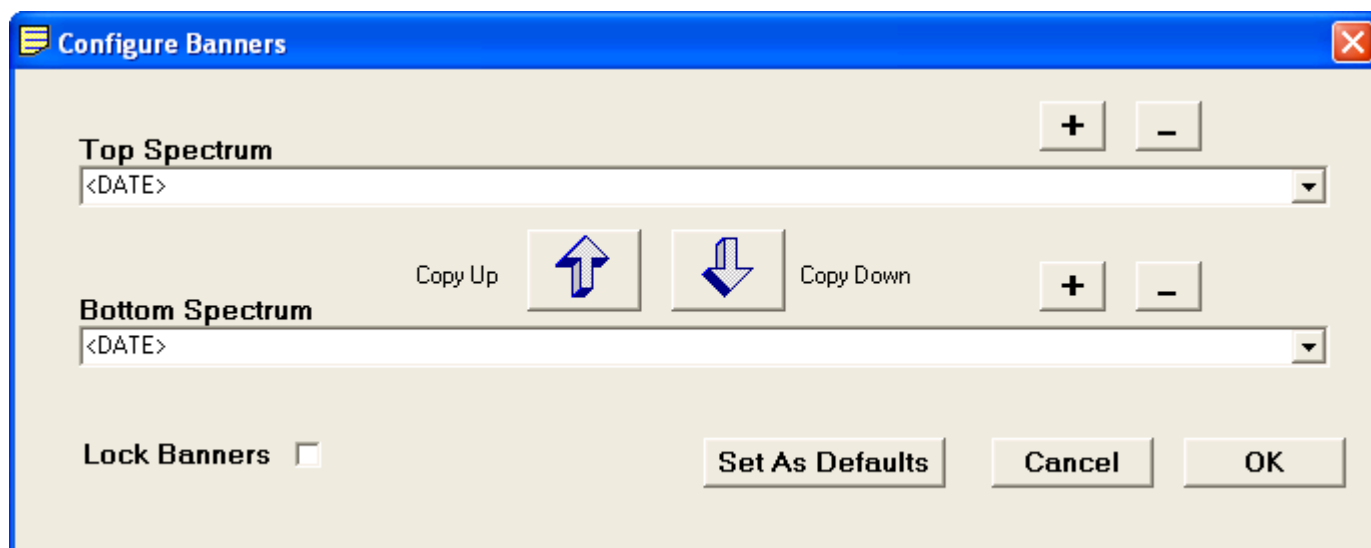 Configure Banners
+ –
Top Spectrum
<DATE>
Copy Up Copy Down
+ –
Bottom Spectrum
<DATE>
Lock Banners Set As Defaults Cancel OK